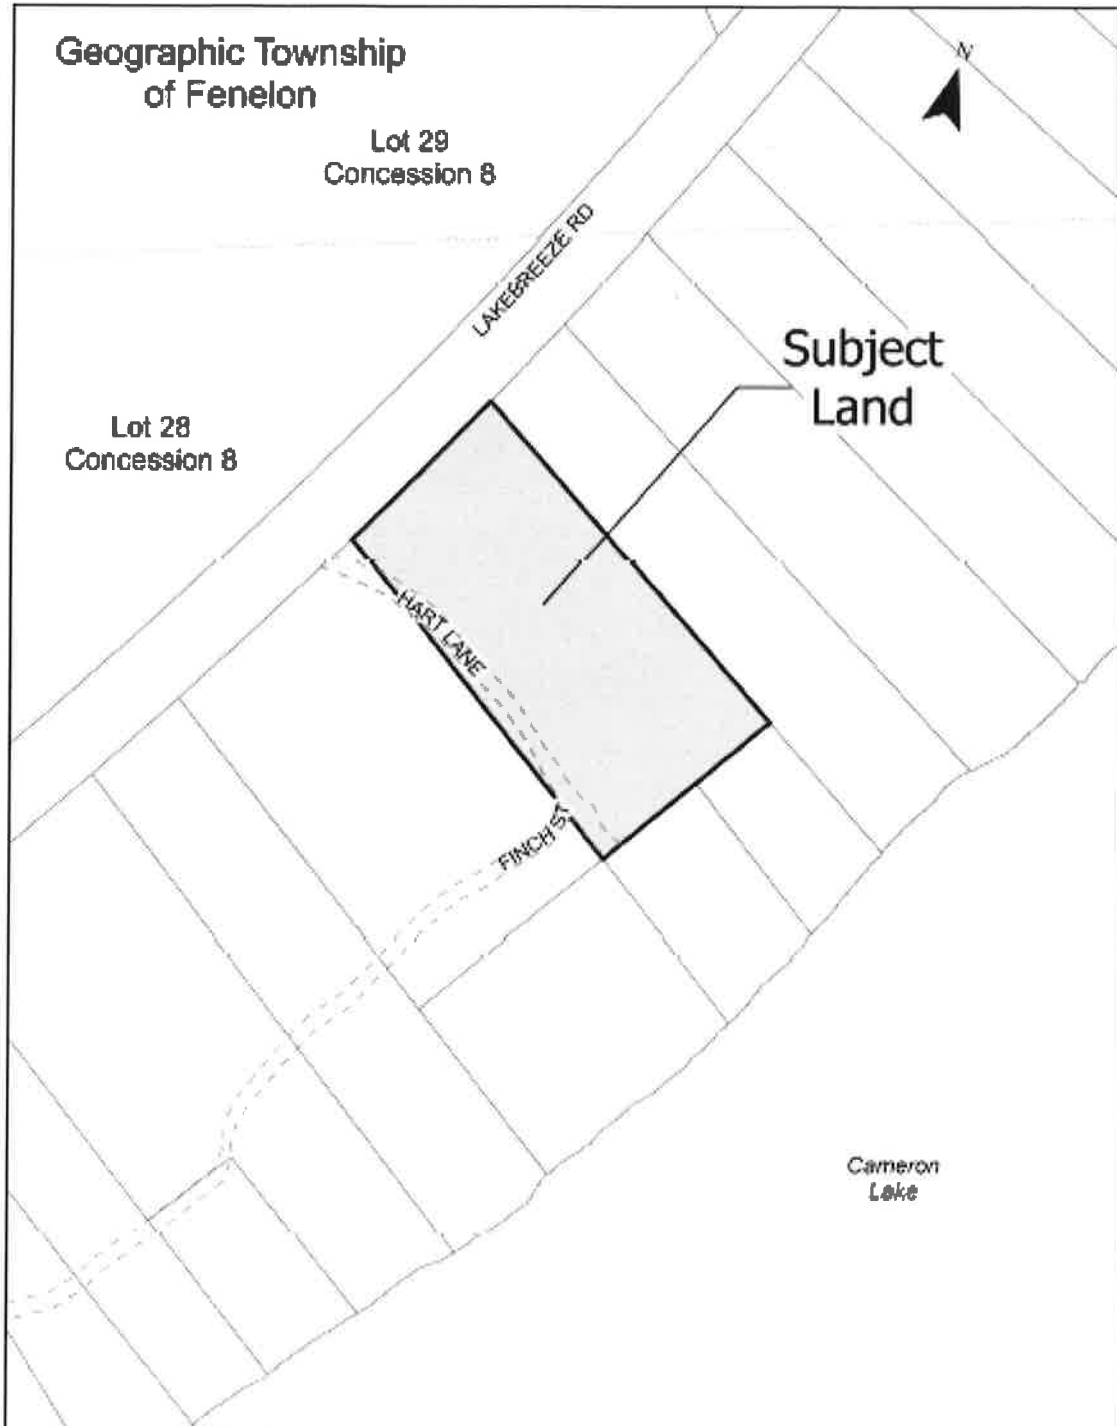 Geographic Township
of Fenelon
Lot 29
Concession 8
N
LAKEBREEZE RD
Subject
Land
Lot 28
Concession 8
HART LANE
FINCH ST
Cameron
Lake